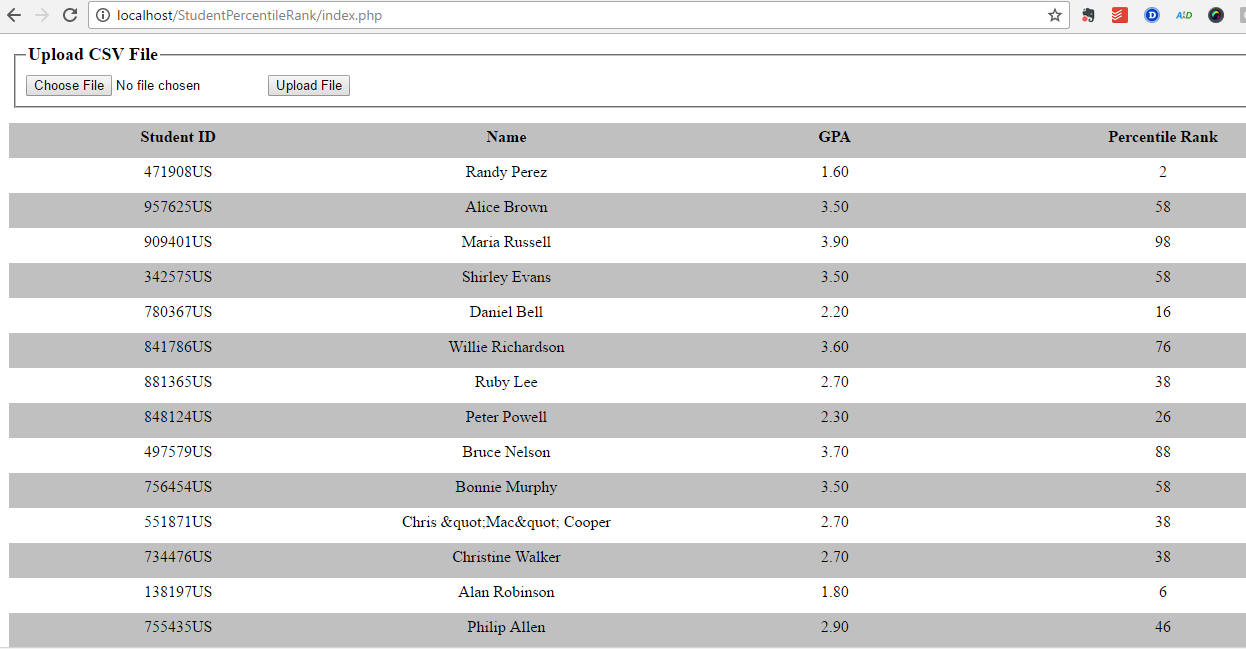 localhost/StudentPercentileRank/index.php
Upload CSV File
Choose File No file chosen Upload File
Student ID Name GPA Percentile Rank
471908US Randy Perez 1.60 2
957625US Alice Brown 3.50 58
909401US Maria Russell 3.90 98
342575US Shirley Evans 3.50 58
780367US Daniel Bell 2.20 16
841786US Willie Richardson 3.60 76
881365US Ruby Lee 2.70 38
848124US Peter Powell 2.30 26
497579US Bruce Nelson 3.70 88
756454US Bonnie Murphy 3.50 58
551871US Chris &quot;Mac&quot; Cooper 2.70 38
734476US Christine Walker 2.70 38
138197US Alan Robinson 1.80 6
755435US Philip Allen 2.90 46